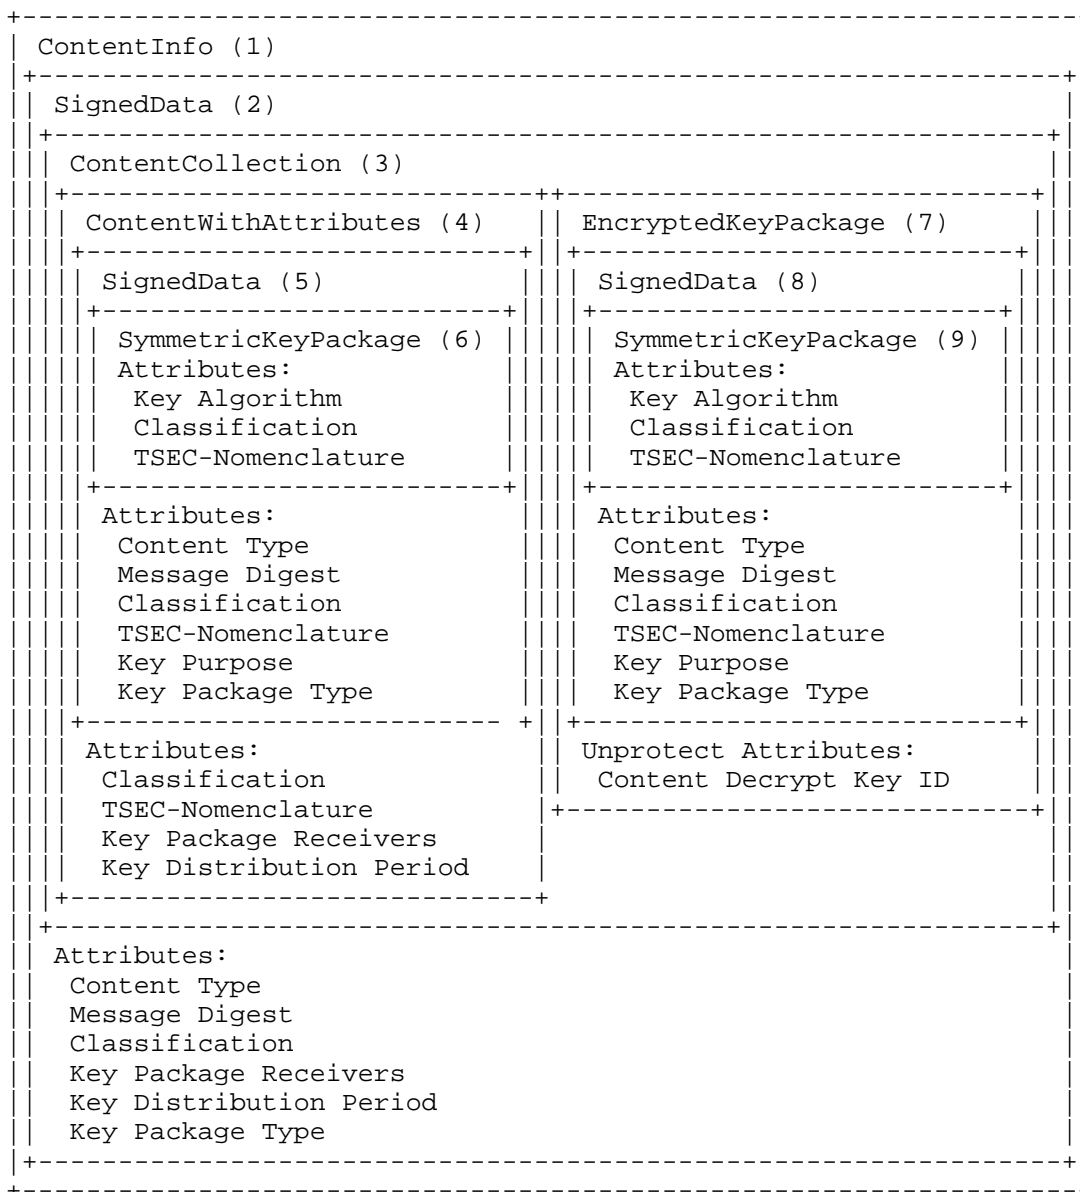 ContentInfo (1)
SignedData (2)
ContentCollection (3)
ContentWithAttributes (4) EncryptedKeyPackage (7)
SignedData (5) SignedData (8)
SymmetricKeyPackage (6) SymmetricKeyPackage (9)
Attributes: Attributes:
Key Algorithm Key Algorithm
Classification Classification
TSEC-Nomenclature TSEC-Nomenclature
Attributes: Attributes:
Content Type Content Type
Message Digest Message Digest
Classification Classification
TSEC-Nomenclature TSEC-Nomenclature
Key Purpose Key Purpose
Key Package Type Key Package Type
Attributes: Unprotect Attributes:
Classification Content Decrypt Key ID
TSEC-Nomenclature
Key Package Receivers
Key Distribution Period
Attributes:
Content Type
Message Digest
Classification
Key Package Receivers
Key Distribution Period
Key Package Type